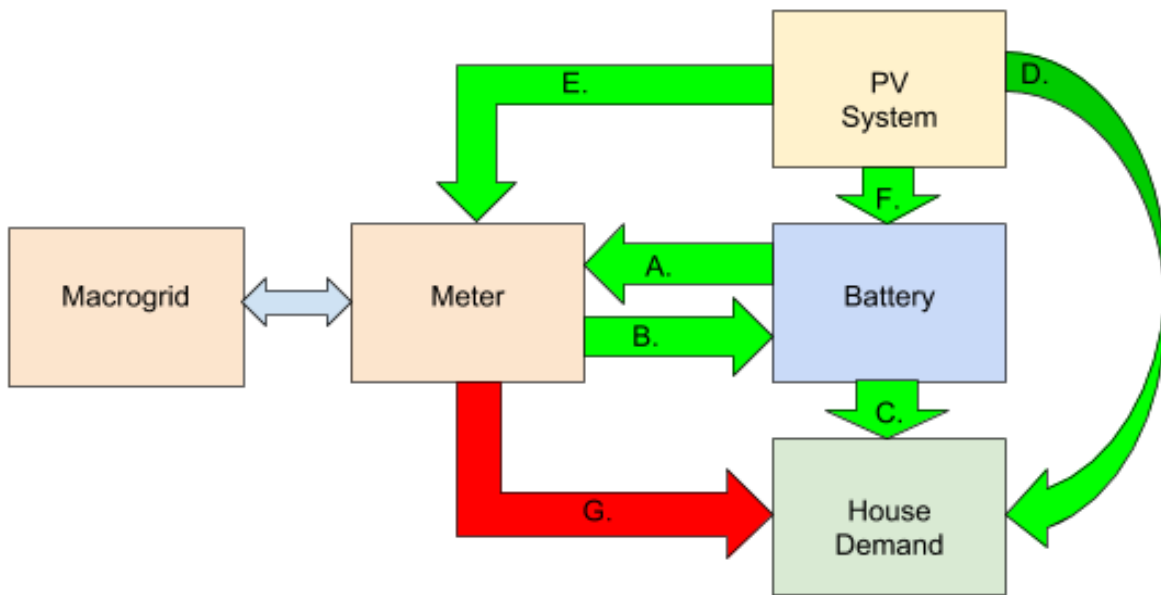 PV
System
D.
E.
F.
Macrogrid
Meter
A.
Battery
B.
C.
G.
House
Demand